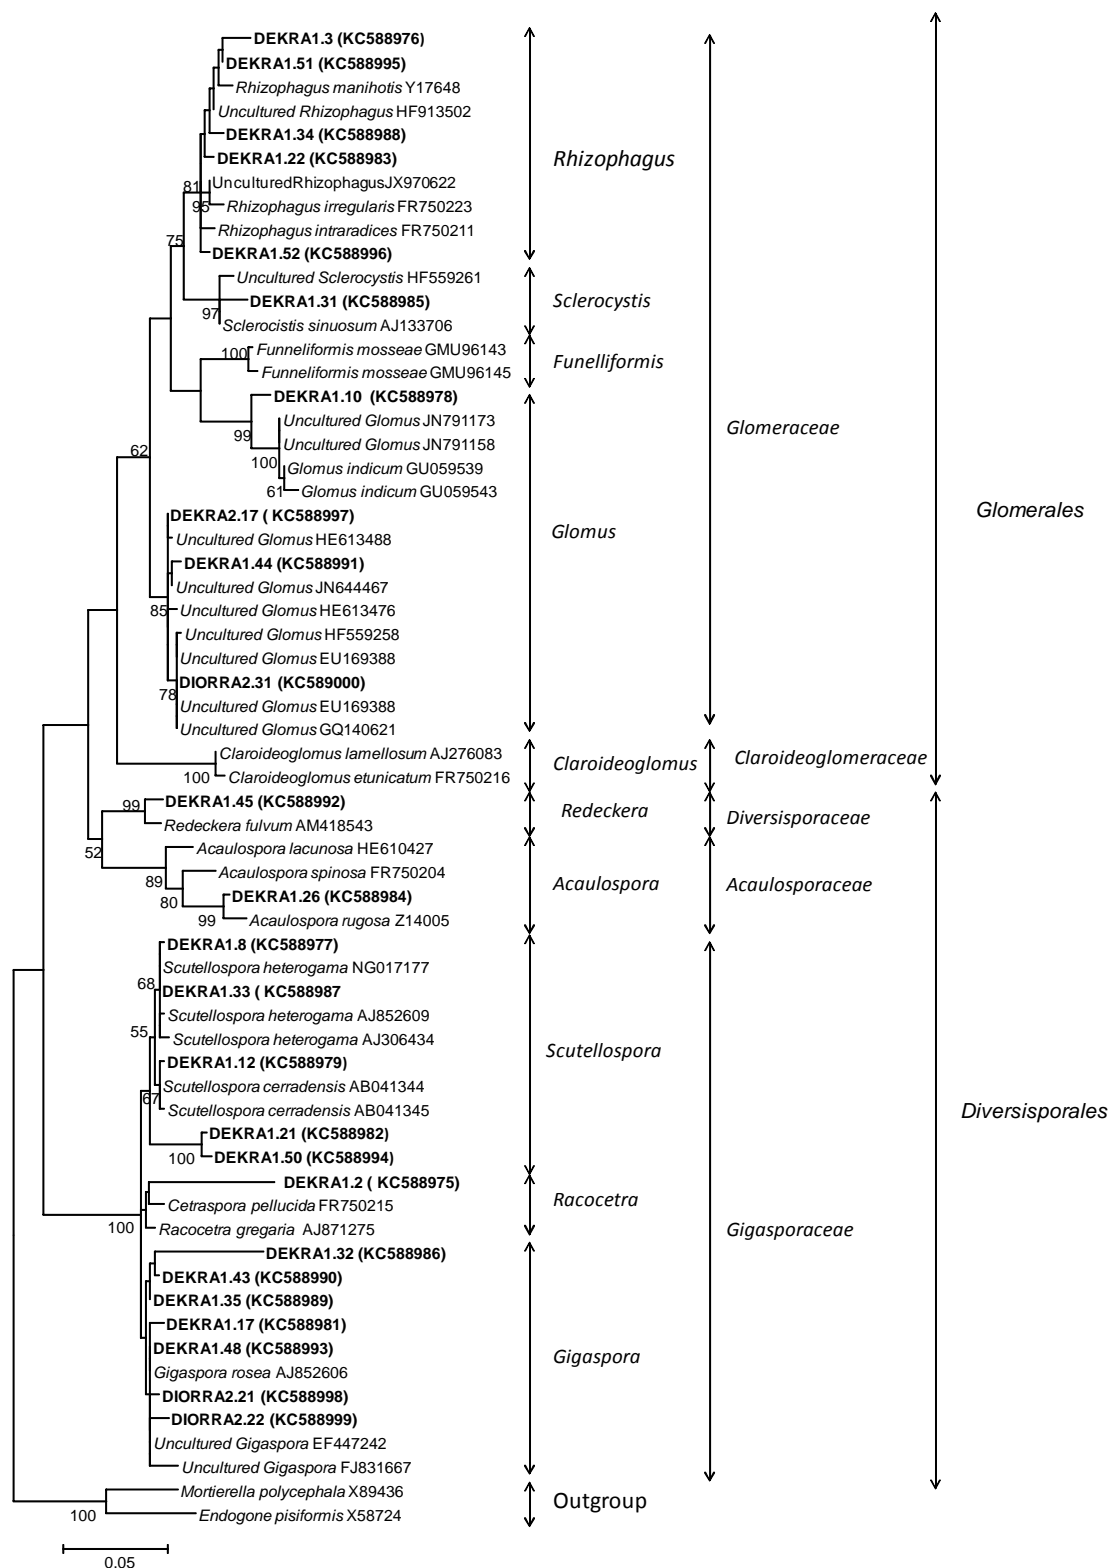 DEKRA1.3 (KC588976)
DEKRA1.51 (KC588995)
Rhizophagus manihotis Y17648
Uncultured Rhizophagus HF913502
DEKRA1.34 (KC588988)
DEKRA1.22 (KC588983)
UnculturedRhizophagusJX970622
Rhizophagus irregularis FR750223
Rhizophagus intraradices FR750211
DEKRA1.52 (KC588996)
81
95
75
Rhizophagus
Uncultured Sclerocystis HF559261
DEKRA1.31 (KC588985)
Sclerocistis sinuosum AJ133706
97
Sclerocystis
Funneliformis mosseae GMU96143
Funneliformis mosseae GMU96145
100
Funelliformis
DEKRA1.10 (KC588978)
Uncultured Glomus JN791173
Uncultured Glomus JN791158
Glomus indicum GU059539
Glomus indicum GU059543
99
100
61
62
DEKRA2.17 ( KC588997)
Uncultured Glomus HE613488
DEKRA1.44 (KC588991)
Uncultured Glomus JN644467
Uncultured Glomus HE613476
Uncultured Glomus HF559258
Uncultured Glomus EU169388
DIORRA2.31 (KC589000)
Uncultured Glomus EU169388
Uncultured Glomus GQ140621
85
78
Glomus
Glomeraceae
Glomerales
Claroideoglomus lamellosum AJ276083
Claroideoglomus etunicatum FR750216
100
Claroideoglomus
Claroideoglomeraceae
DEKRA1.45 (KC588992)
Redeckera fulvum AM418543
99
52
Redeckera
Diversisporaceae
Acaulospora lacunosa HE610427
Acaulospora spinosa FR750204
DEKRA1.26 (KC588984)
Acaulospora rugosa Z14005
89
80
99
Acaulospora
Acaulosporaceae
DEKRA1.8 (KC588977)
Scutellospora heterogama NG017177
DEKRA1.33 ( KC588987
Scutellospora heterogama AJ852609
Scutellospora heterogama AJ306434
DEKRA1.12 (KC588979)
Scutellospora cerradensis AB041344
Scutellospora cerradensis AB041345
DEKRA1.21 (KC588982)
DEKRA1.50 (KC588994)
68
55
67
100
Scutellospora
DEKRA1.2 ( KC588975)
Cetraspora pellucida FR750215
Racocetra gregaria AJ871275
100
Racocetra
DEKRA1.32 (KC588986)
DEKRA1.43 (KC588990)
DEKRA1.35 (KC588989)
DEKRA1.17 (KC588981)
DEKRA1.48 (KC588993)
Gigaspora rosea AJ852606
DIORRA2.21 (KC588998)
DIORRA2.22 (KC588999)
Uncultured Gigaspora EF447242
Uncultured Gigaspora FJ831667
Gigaspora
Gigasporaceae
Diversisporales
Mortierella polycephala X89436
Endogone pisiformis X58724
100
Outgroup
0.05